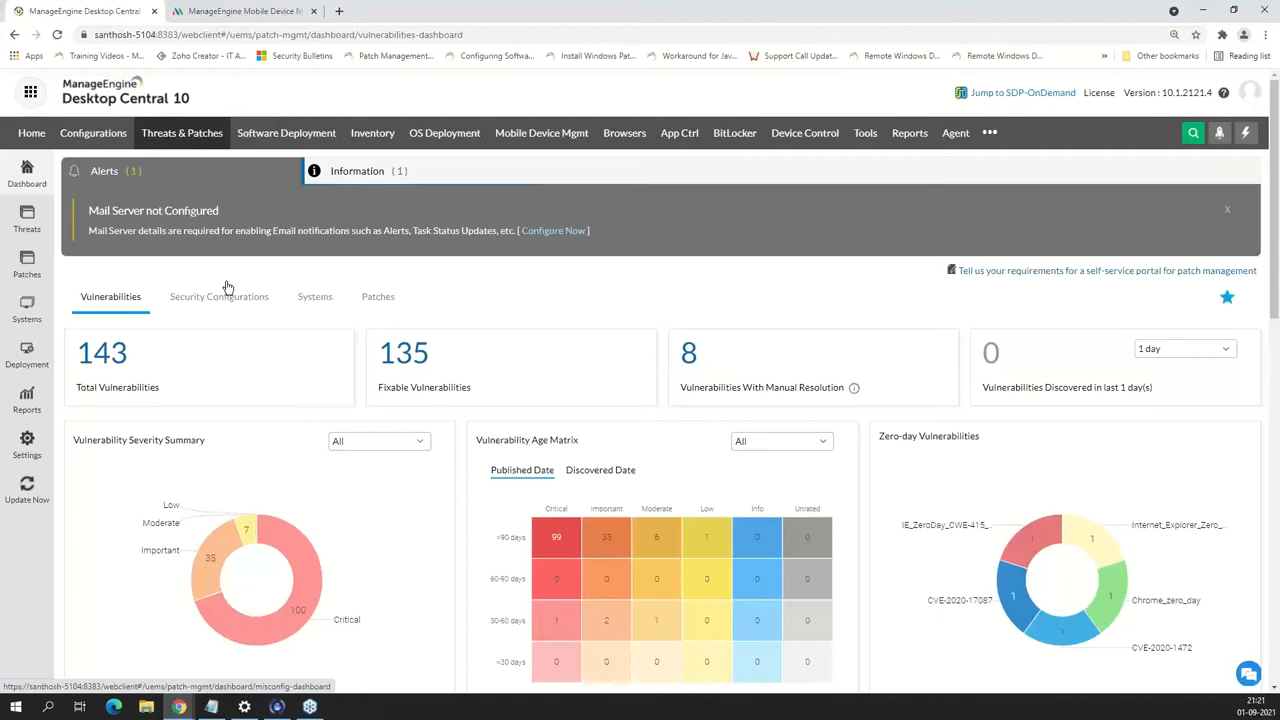 ManageEngine Desktop Central
ManageEngine Mobile Device M
santhosh-5104:8383/webclient#/uems/patch-mgmt/dashboard/vulnerabilities-dashboard
Apps
Training Videos - M...
Zoho Creator - IT A...
Security Bulletins
Patch Management...
Configuring Softwa...
Install Windows Pat...
Workaround for Jav...
Support Call Updat...
Remote Windows D...
Remote Windows D...
»
Other bookmarks
Reading list
ManageEngine
Desktop Central 10
Jump to SDP-OnDemand
License
Version : 10.1.2121.4
Home
Configurations
Threats & Patches
Software Deployment
Inventory
OS Deployment
Mobile Device Mgmt
Browsers
App Ctrl
BitLocker
Device Control
Tools
Reports
Agent
Dashboard
Threats
Patches
Systems
Deployment
Reports
Settings
Update Now
Alerts ( 1 )
Information ( 1 )
Mail Server not Configured
X
Mail Server details are required for enabling Email notifications such as Alerts, Task Status Updates, etc. [ Configure Now ]
Tell us your requirements for a self-service portal for patch management
Vulnerabilities
Security Configurations
Systems
Patches
143
Total Vulnerabilities
135
Fixable Vulnerabilities
8
Vulnerabilities With Manual Resolution
0
1 day
Vulnerabilities Discovered in last 1 day(s)
Vulnerability Severity Summary
All
Low
Moderate
Important
Critical
7
35
100
Vulnerability Age Matrix
All
Published Date
Discovered Date
Critical Important Moderate Low Info Unrated
>90 days 99 33 6 1 0 0
60-90 days 0 0 0 0 0 0
30-60 days 1 2 1 0 0 0
<30 days 0 0 0 0 0 0
Zero-day Vulnerabilities
IE_ZeroDay_CWE-415_...
Internet_Explorer_Zero_...
CVE-2020-17087
Chrome_zero_day
CVE-2020-1472
1
1
1
1
1
https://santhosh-5104:8383/webclient#/uems/patch-mgmt/dashboard/misconfig-dashboard
21:21
01-09-2021